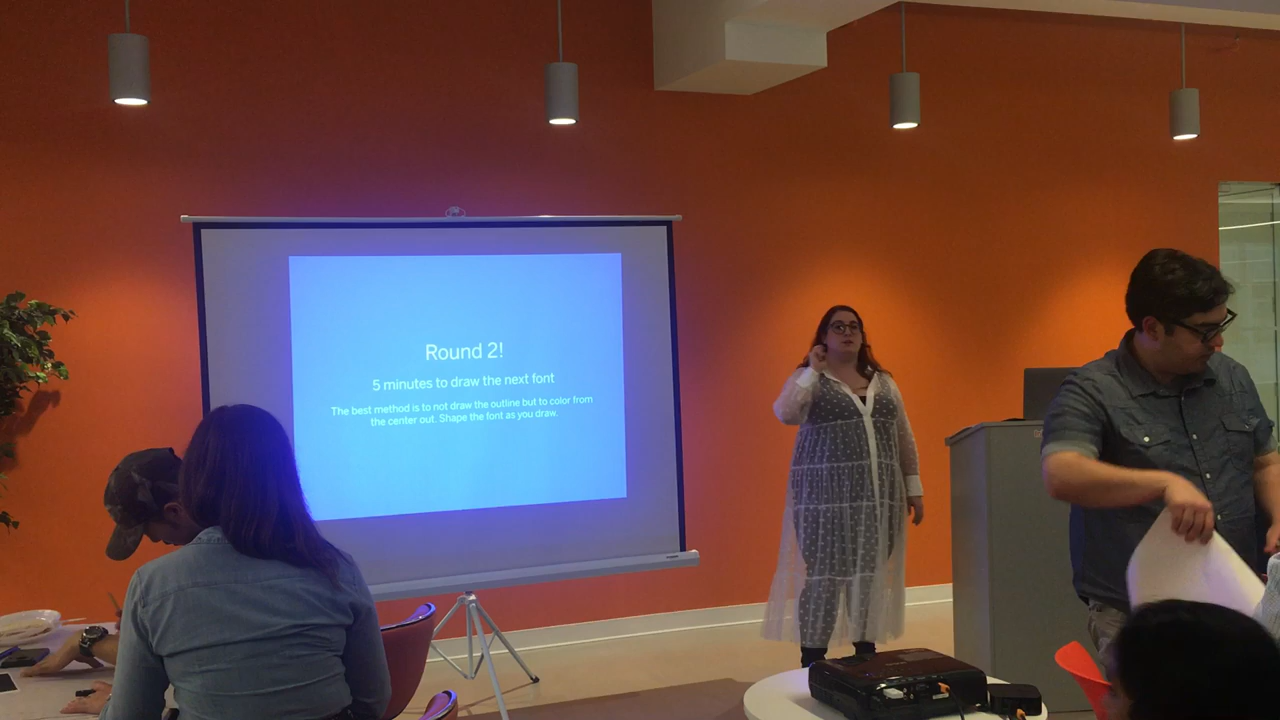 Round 2!
5 minutes to draw the next font
The best method is to not draw the outline but to color from
the center out. Shape the font as you draw.